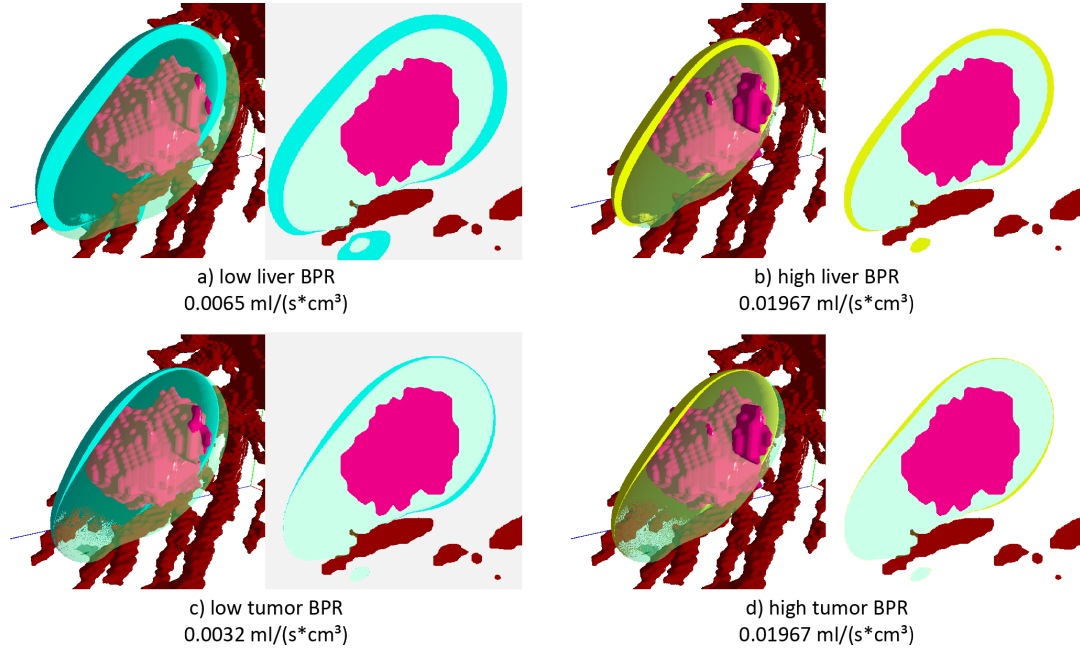 a) low liver BPR
0.0065 ml/(s*cm³)
b) high liver BPR
0.01967 ml/(s*cm³)
c) low tumor BPR
0.0032 ml/(s*cm³)
d) high tumor BPR
0.01967 ml/(s*cm³)